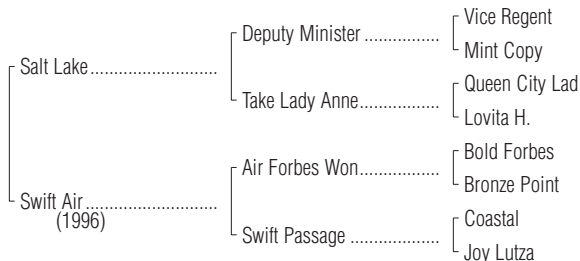 Vice Regent
Deputy Minister ................
Mint Copy
Salt Lake...........................
Queen City Lad
Take Lady Anne.................
Lovita H.
Bold Forbes
Air Forbes Won.................
Bronze Point
Swift Air ...........................
(1996)
Coastal
Swift Passage ..................
Joy Lutza